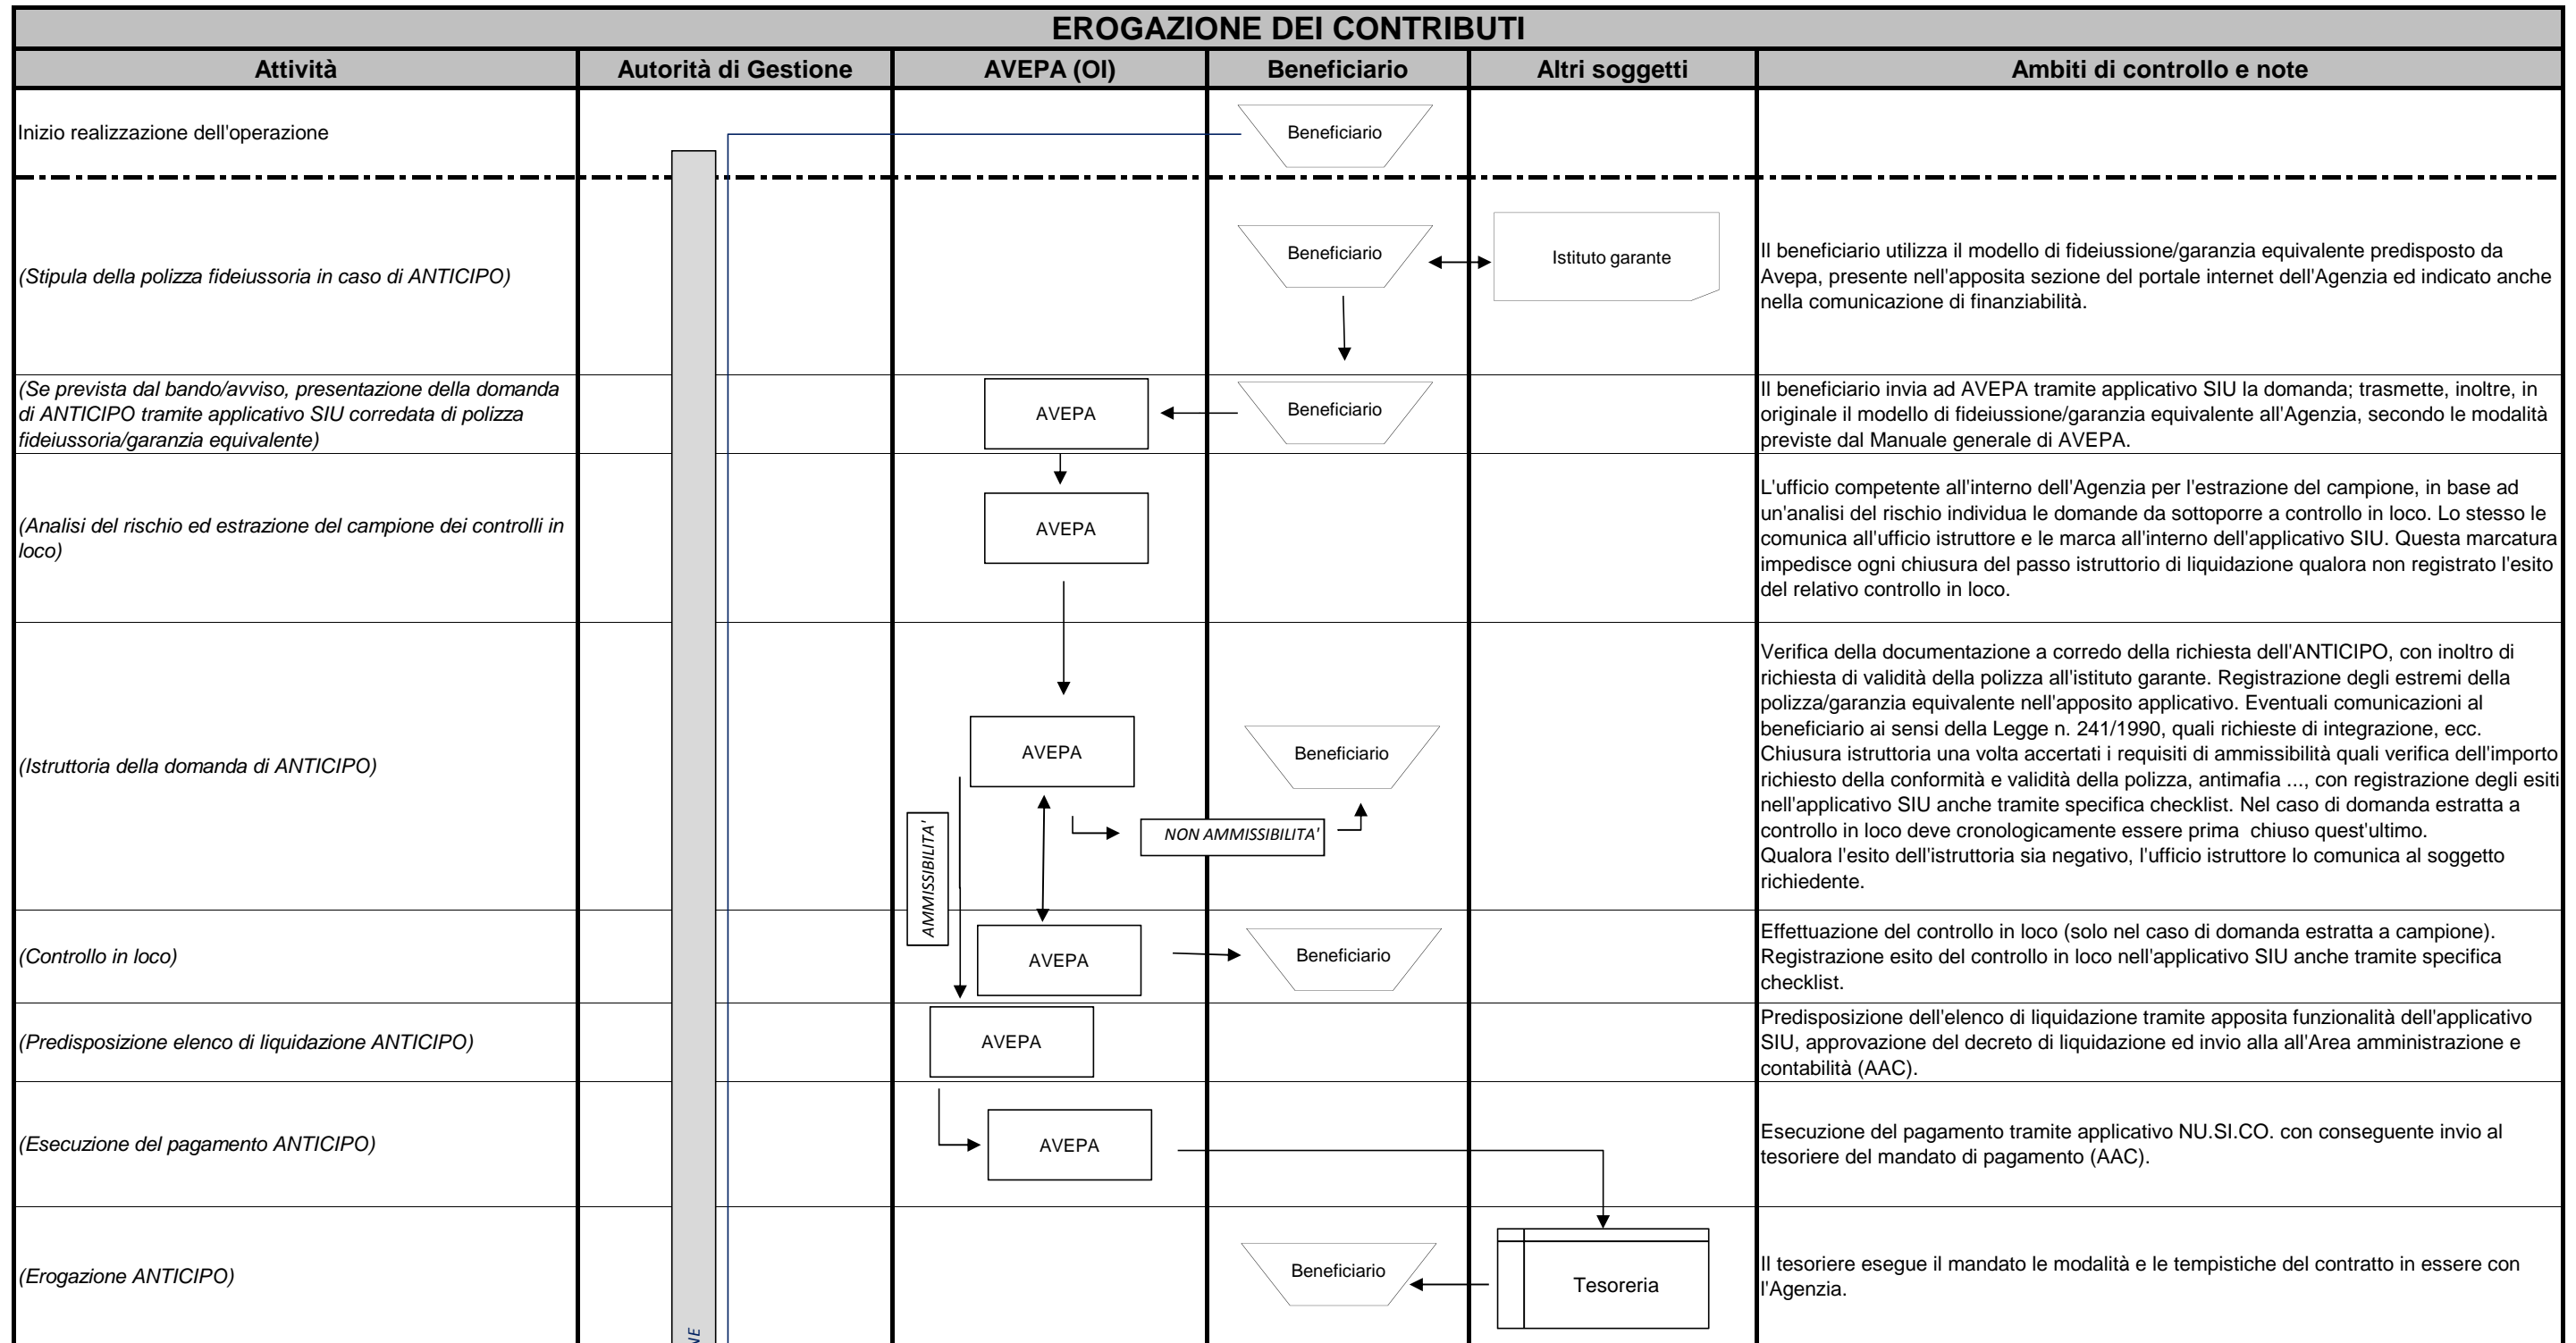 EROGAZIONE DEI CONTRIBUTI
Attività
Autorità di Gestione
AVEPA (OI)
Beneficiario
Altri soggetti
Ambiti di controllo e note
Inizio realizzazione dell'operazione
Beneficiario
(Stipula della polizza fideiussoria in caso di ANTICIPO)
Beneficiario
Istituto garante
Il beneficiario utilizza il modello di fideiussione/garanzia equivalente predisposto da
Avepa, presente nell'apposita sezione del portale internet dell'Agenzia ed indicato anche
nella comunicazione di finanziabilità.
(Se prevista dal bando/avviso, presentazione della domanda
di ANTICIPO tramite applicativo SIU corredata di polizza
fideiussoria/garanzia equivalente)
AVEPA
Beneficiario
Il beneficiario invia ad AVEPA tramite applicativo SIU la domanda; trasmette, inoltre, in
originale il modello di fideiussione/garanzia equivalente all'Agenzia, secondo le modalità
previste dal Manuale generale di AVEPA.
(Analisi del rischio ed estrazione del campione dei controlli in
loco)
AVEPA
L'ufficio competente all'interno dell'Agenzia per l'estrazione del campione, in base ad
un'analisi del rischio individua le domande da sottoporre a controllo in loco. Lo stesso le
comunica all'ufficio istruttore e le marca all'interno dell'applicativo SIU. Questa marcatura
impedisce ogni chiusura del passo istruttorio di liquidazione qualora non registrato l'esito
del relativo controllo in loco.
(Istruttoria della domanda di ANTICIPO)
AVEPA
Beneficiario
AMMISSIBILITA'
NON AMMISSIBILITA'
Verifica della documentazione a corredo della richiesta dell'ANTICIPO, con inoltro di
richiesta di validità della polizza all'istituto garante. Registrazione degli estremi della
polizza/garanzia equivalente nell'apposito applicativo. Eventuali comunicazioni al
beneficiario ai sensi della Legge n. 241/1990, quali richieste di integrazione, ecc.
Chiusura istruttoria una volta accertati i requisiti di ammissibilità quali verifica dell'importo
richiesto della conformità e validità della polizza, antimafia ..., con registrazione degli esiti
nell'applicativo SIU anche tramite specifica checklist. Nel caso di domanda estratta a
controllo in loco deve cronologicamente essere prima  chiuso quest'ultimo.
Qualora l'esito dell'istruttoria sia negativo, l'ufficio istruttore lo comunica al soggetto
richiedente.
(Controllo in loco)
AVEPA
Beneficiario
Effettuazione del controllo in loco (solo nel caso di domanda estratta a campione).
Registrazione esito del controllo in loco nell'applicativo SIU anche tramite specifica
checklist.
(Predisposizione elenco di liquidazione ANTICIPO)
AVEPA
Predisposizione dell'elenco di liquidazione tramite apposita funzionalità dell'applicativo
SIU, approvazione del decreto di liquidazione ed invio alla all'Area amministrazione e
contabilità (AAC).
(Esecuzione del pagamento ANTICIPO)
AVEPA
Esecuzione del pagamento tramite applicativo NU.SI.CO. con conseguente invio al
tesoriere del mandato di pagamento (AAC).
(Erogazione ANTICIPO)
Beneficiario
Tesoreria
Il tesoriere esegue il mandato le modalità e le tempistiche del contratto in essere con
l'Agenzia.